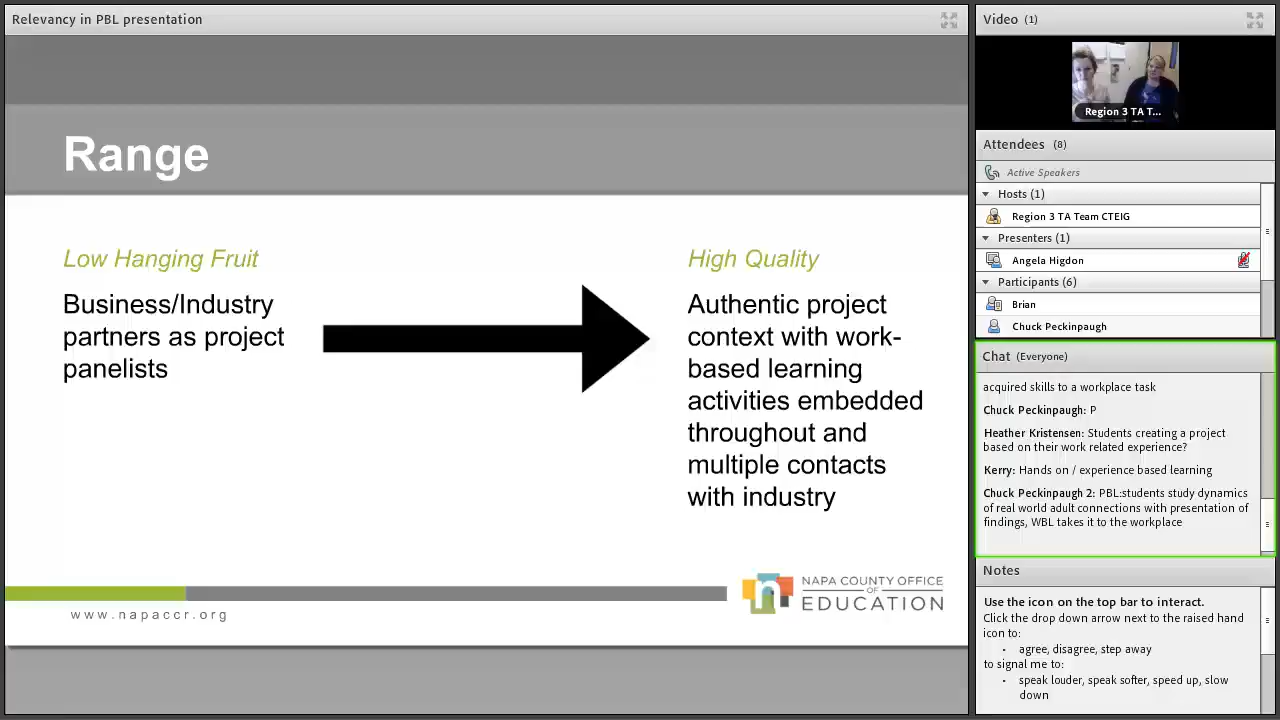 Relevancy in PBL presentation
Range
Low Hanging Fruit
Business/Industry
partners as project
panelists
High Quality
Authentic project
context with work-
based learning
activities embedded
throughout and
multiple contacts
with industry
www.napaccr.org
n
NAPA COUNTY OFFICE
OF
EDUCATION
Video (1)
Region 3 TA T...
Attendees (8)
Active Speakers
Hosts (1)
Region 3 TA Team CTEIG
Presenters (1)
Angela Higdon
Participants (6)
Brian
Chuck Peckinpaugh
Chat (Everyone)
acquired skills to a workplace task
Chuck Peckinpaugh: P
Heather Kristensen: Students creating a project
based on their work related experience?
Kerry: Hands on / experience based learning
Chuck Peckinpaugh 2: PBL:students study dynamics
of real world adult connections with presentation of
findings, WBL takes it to the workplace
Notes
Use the icon on the top bar to interact.
Click the drop down arrow next to the raised hand
icon to:
• agree, disagree, step away
to signal me to:
• speak louder, speak softer, speed up, slow
down